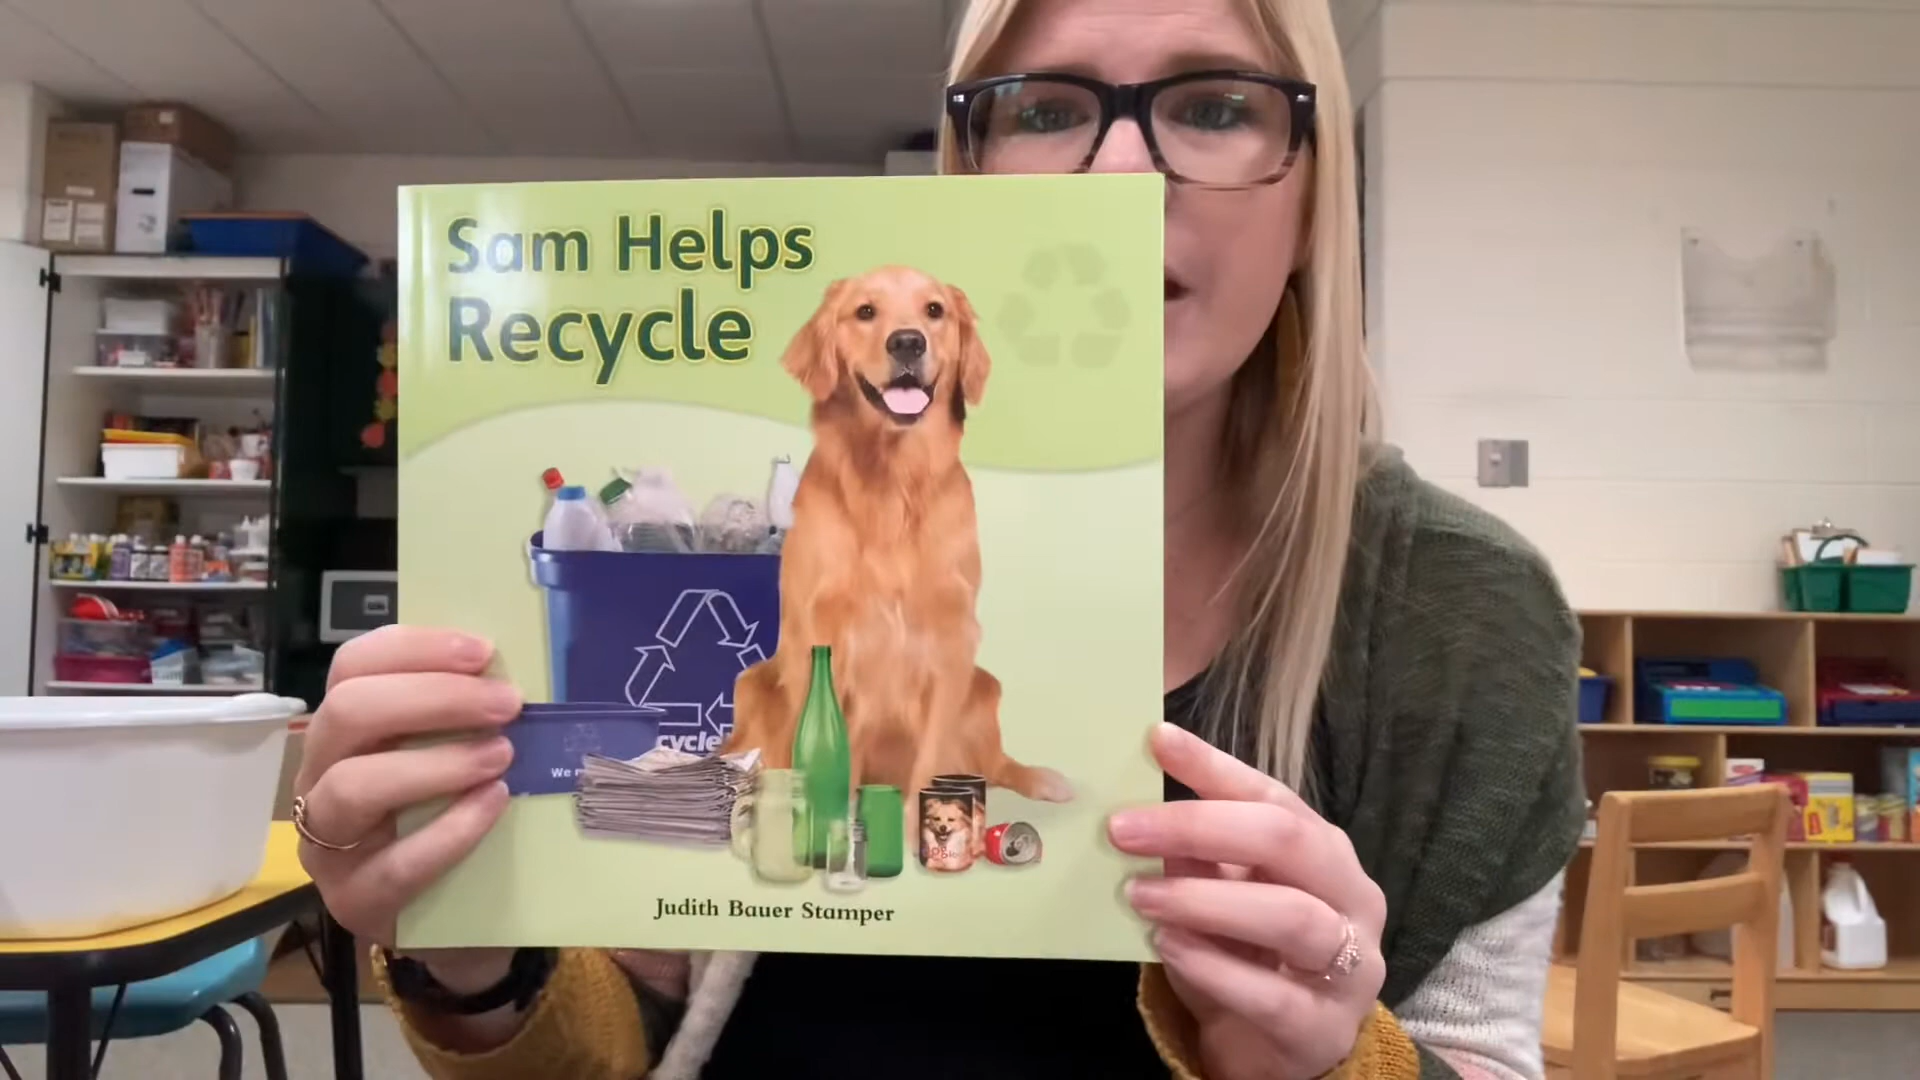 Sam Helps
Recycle
cycle
We
Judith Bauer Stamper